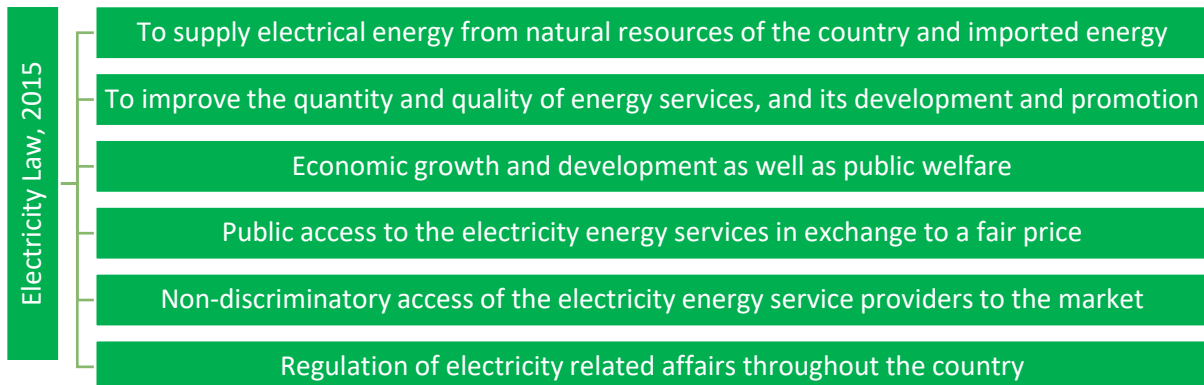 Electricity Law, 2015
To supply electrical energy from natural resources of the country and imported energy
To improve the quantity and quality of energy services, and its development and promotion
Economic growth and development as well as public welfare
Public access to the electricity energy services in exchange to a fair price
Non-discriminatory access of the electricity energy service providers to the market
Regulation of electricity related affairs throughout the country